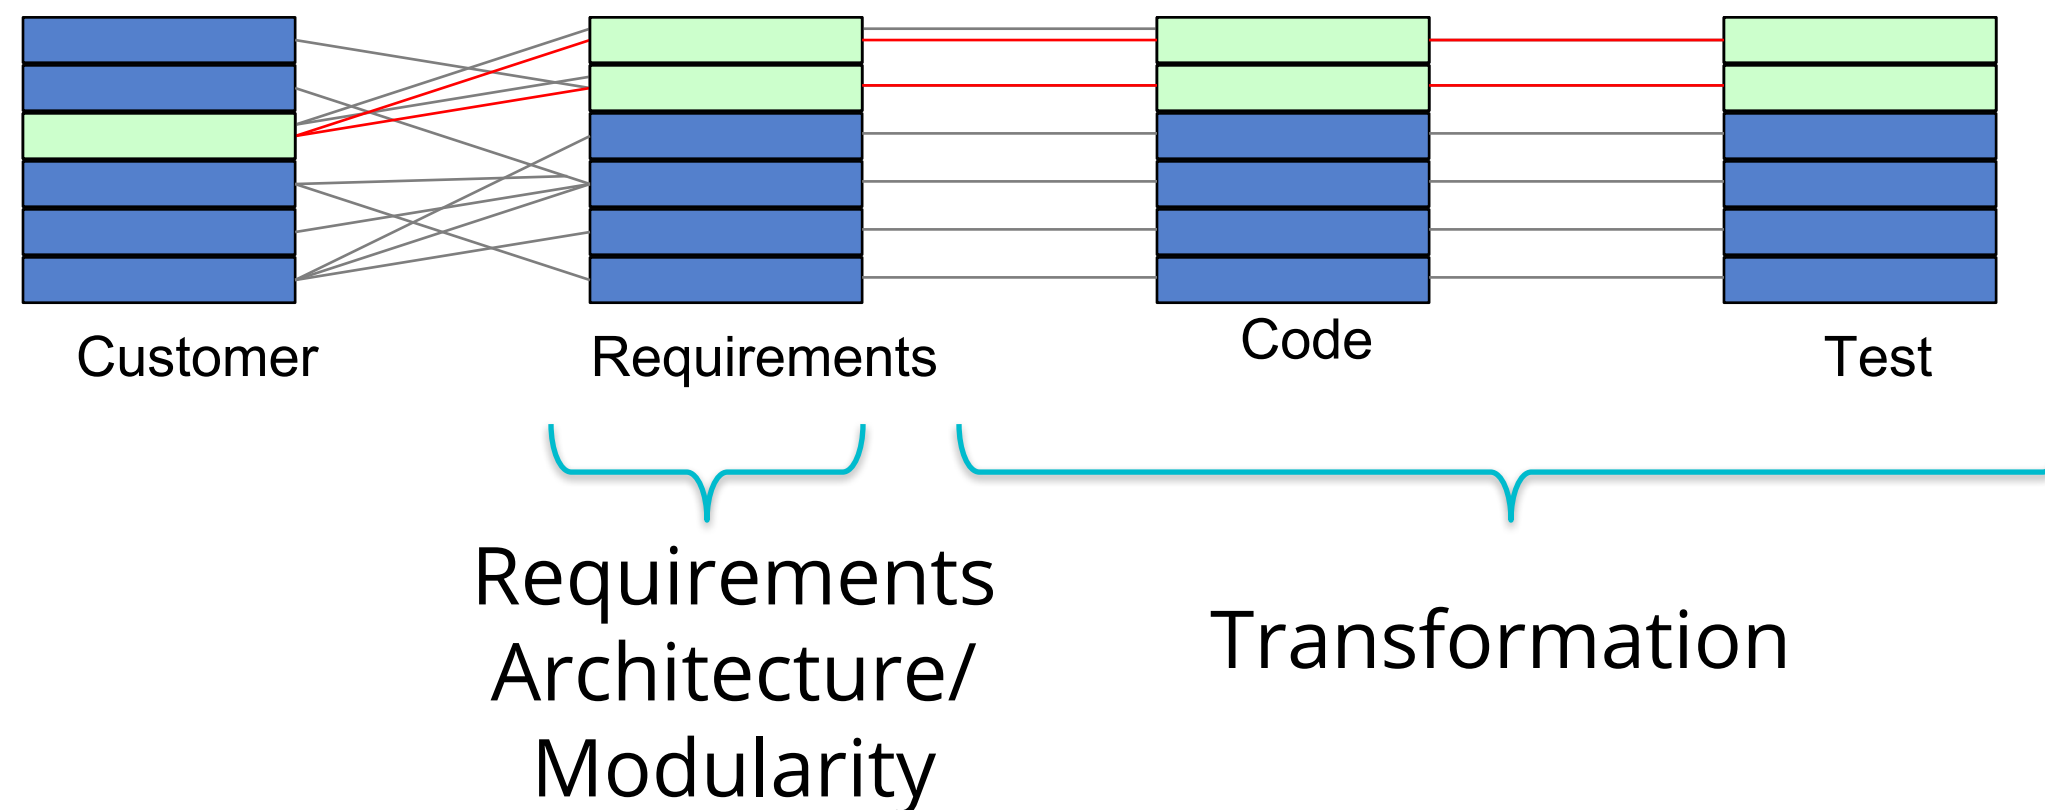 Customer
Requirements
Code
Test
Requirements
Architecture/
Modularity
Transformation